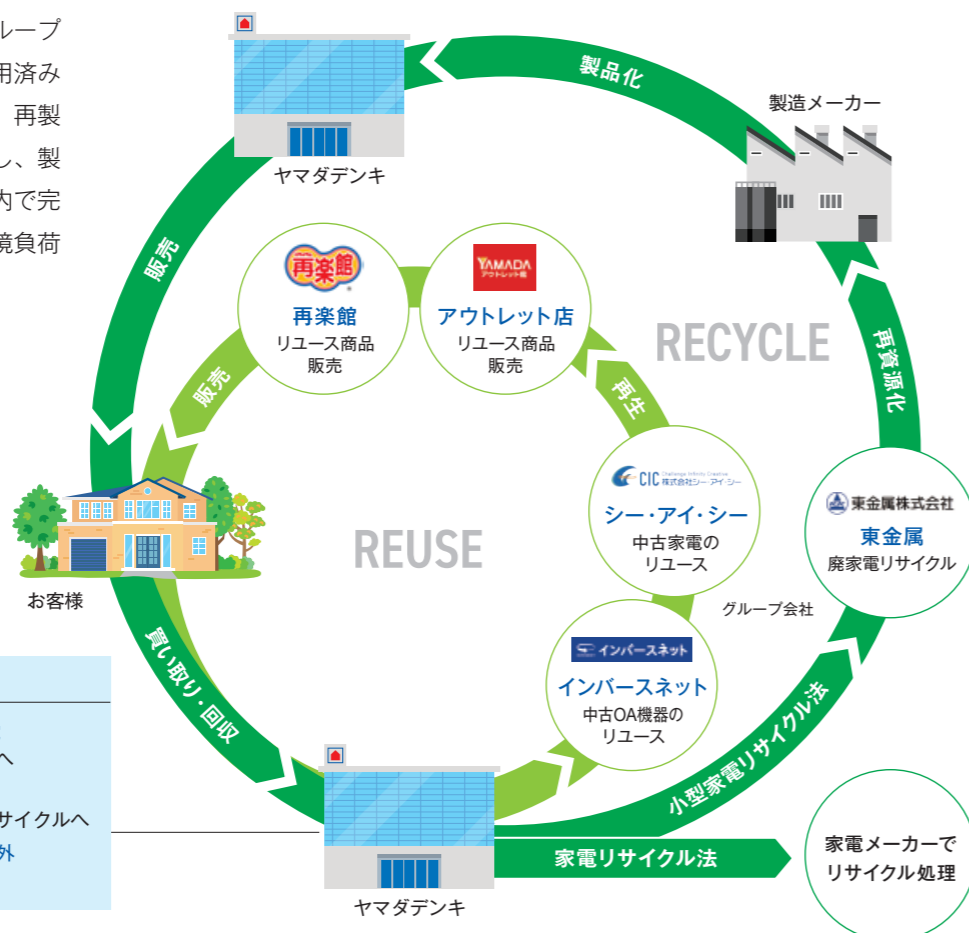 ループ
用済み
再製
し、製
内で完
境負荷
製品化
製造メーカー
ヤマダデンキ
販売
再楽館
再楽館
リユース商品
販売
YAMADA
アウトレット館
アウトレット店
リユース商品
販売
RECYCLE
再資源化
販売
再生
CIC
Challenge Infinity Creative
株式会社シー・アイ・シー
シー・アイ・シー
中古家電の
リユース
東金属株式会社
東金属
廃家電リサイクル
REUSE
お客様
グループ会社
インバースネット
インバースネット
中古OA機器の
リユース
買い取り・回収
小型家電リサイクル法
へ
サイクルへ
外
家電リサイクル法
家電メーカーで
リサイクル処理
ヤマダデンキ